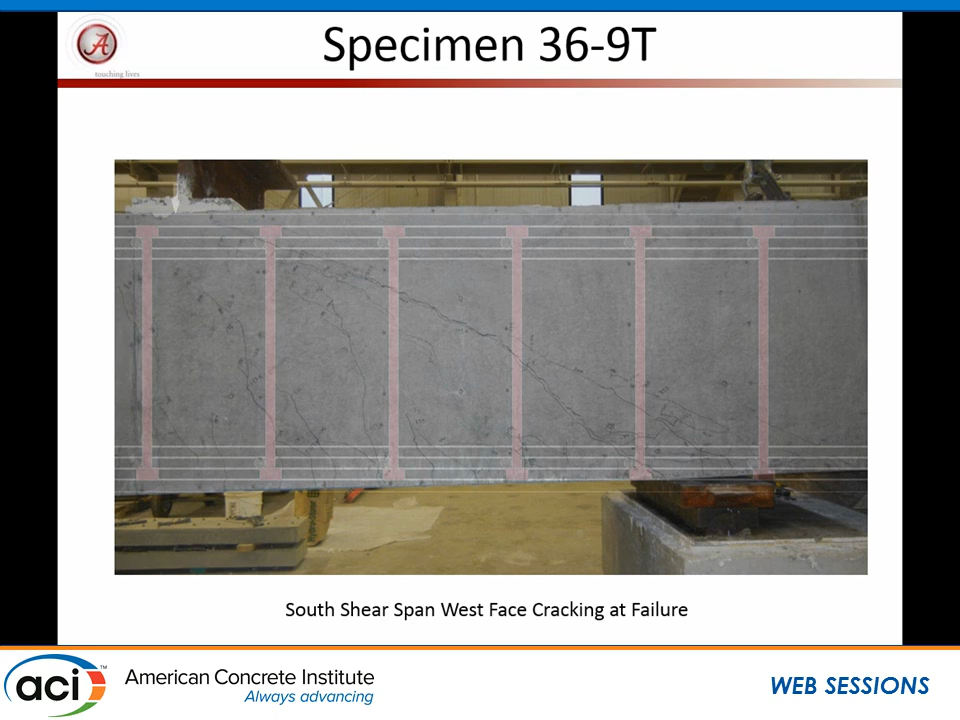 A
touching lives
Specimen 36-9T
South Shear Span West Face Cracking at Failure
aci™
American Concrete Institute
Always advancing
WEB SESSIONS